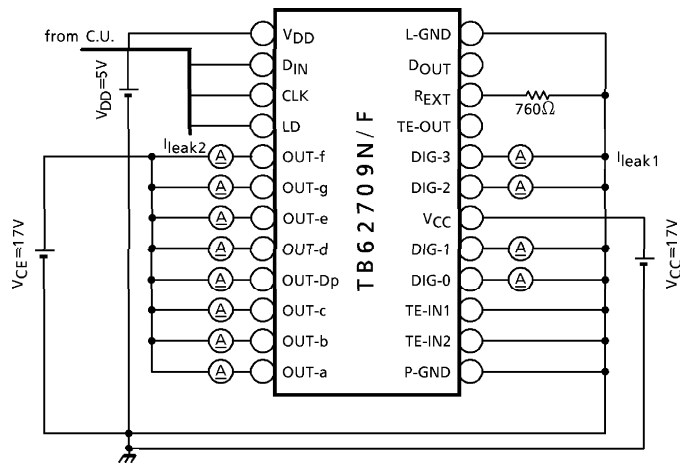 from C.U.
VDD
DIN
CLK
LD
OUT-f
OUT-g
OUT-e
OUT-d
OUT-Dp
OUT-c
OUT-b
OUT-a
VDD=5V
VCE=17V
Ileak2
A
A
A
A
A
A
A
A
TB62709N/F
L-GND
DOUT
REXT
TE-OUT
DIG-3
DIG-2
VCC
DIG-1
DIG-0
TE-IN1
TE-IN2
P-GND
760Ω
A
A
A
A
Ileak1
VCC=17V